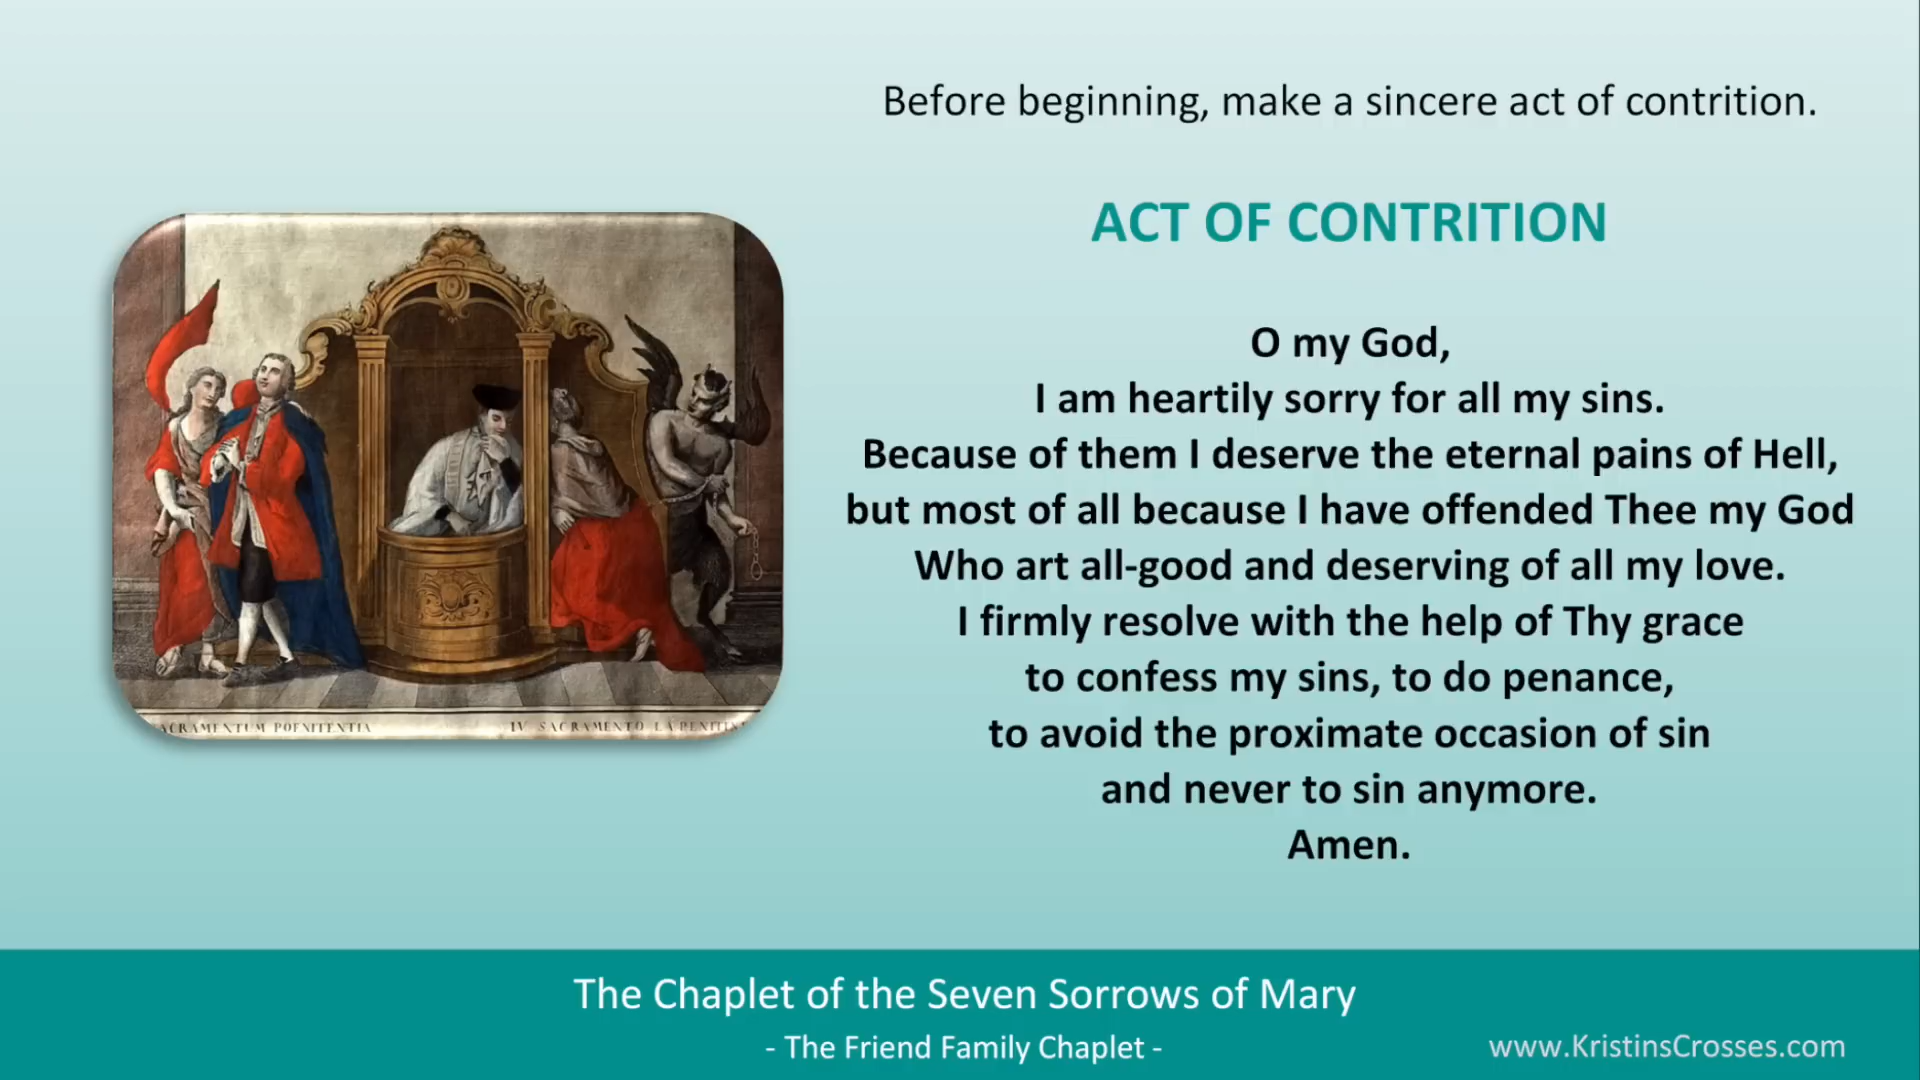 Before beginning, make a sincere act of contrition.
ACT OF CONTRITION
O my God,
I am heartily sorry for all my sins.
Because of them I deserve the eternal pains of Hell,
but most of all because I have offended Thee my God
Who art all-good and deserving of all my love.
I firmly resolve with the help of Thy grace
to confess my sins, to do penance,
to avoid the proximate occasion of sin
and never to sin anymore.
Amen.
POENITENTIA
IV SACRAMENTO LA
The Chaplet of the Seven Sorrows of Mary
- The Friend Family Chaplet -
www.KristinsCrosses.com